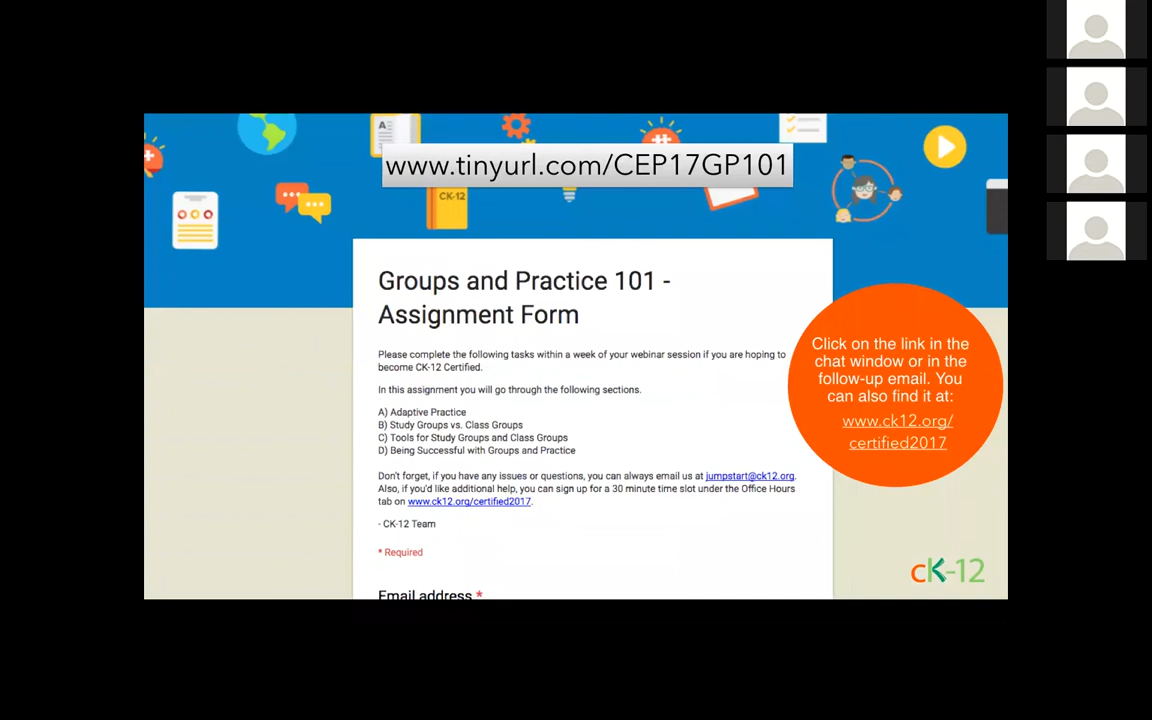 www.tinyurl.com/CEP17GP101
A
CK-12
Groups and Practice 101 -
Assignment Form
Please complete the following tasks within a week of your webinar session if you are hoping to
become CK-12 Certified.
In this assignment you will go through the following sections.
A) Adaptive Practice
B) Study Groups vs. Class Groups
C) Tools for Study Groups and Class Groups
D) Being Successful with Groups and Practice
Don't forget, if you have any issues or questions, you can always email us at jumpstart@ck12.org.
Also, if you'd like additional help, you can sign up for a 30 minute time slot under the Office Hours
tab on www.ck12.org/certified2017.
- CK-12 Team
* Required
Email address *
Click on the link in the
chat window or in the
follow-up email. You
can also find it at:
www.ck12.org/
certified2017
cK-12